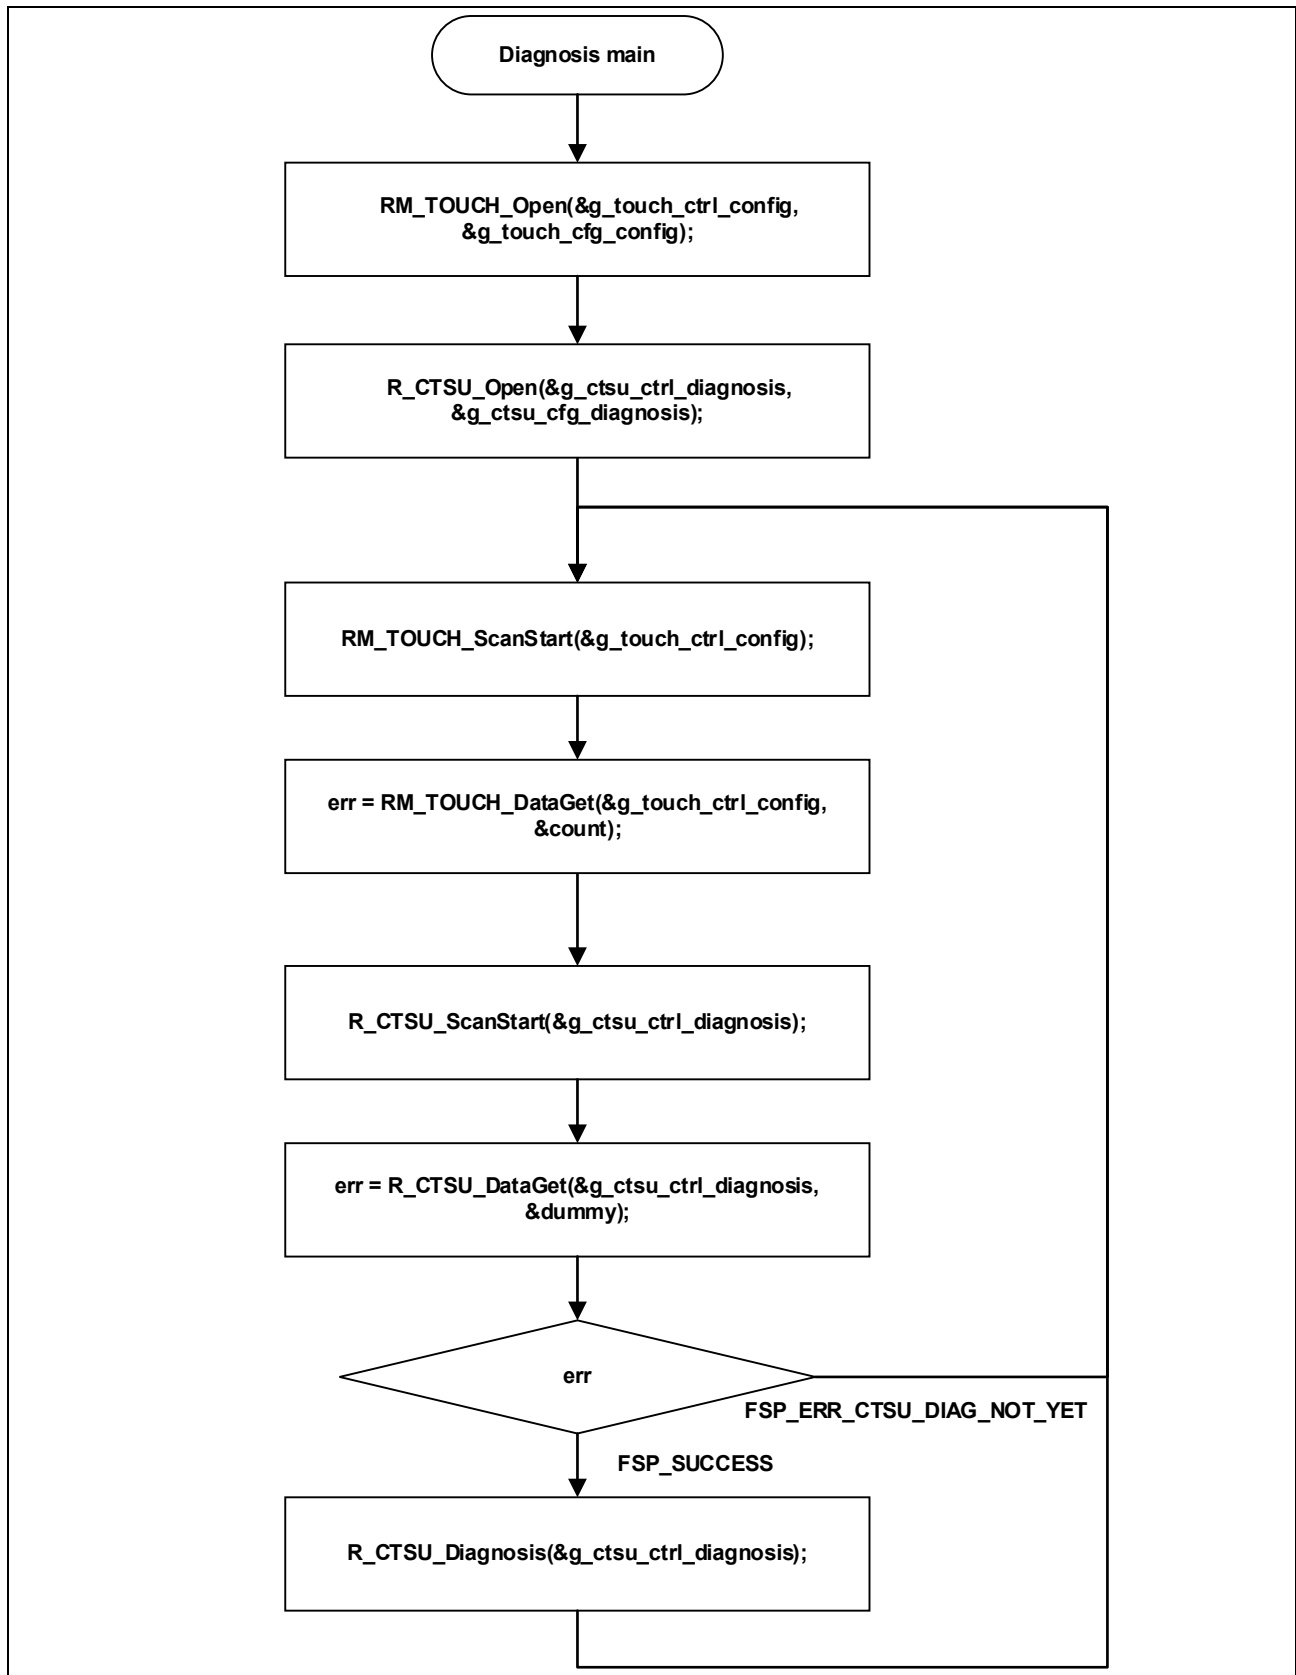 Diagnosis main
RM_TOUCH_Open(&g_touch_ctrl_config,
&g_touch_cfg_config);
R_CTSU_Open(&g_ctsu_ctrl_diagnosis,
&g_ctsu_cfg_diagnosis);
RM_TOUCH_ScanStart(&g_touch_ctrl_config);
err = RM_TOUCH_DataGet(&g_touch_ctrl_config,
&count);
R_CTSU_ScanStart(&g_ctsu_ctrl_diagnosis);
err = R_CTSU_DataGet(&g_ctsu_ctrl_diagnosis,
&dummy);
err
FSP_ERR_CTSU_DIAG_NOT_YET
FSP_SUCCESS
R_CTSU_Diagnosis(&g_ctsu_ctrl_diagnosis);